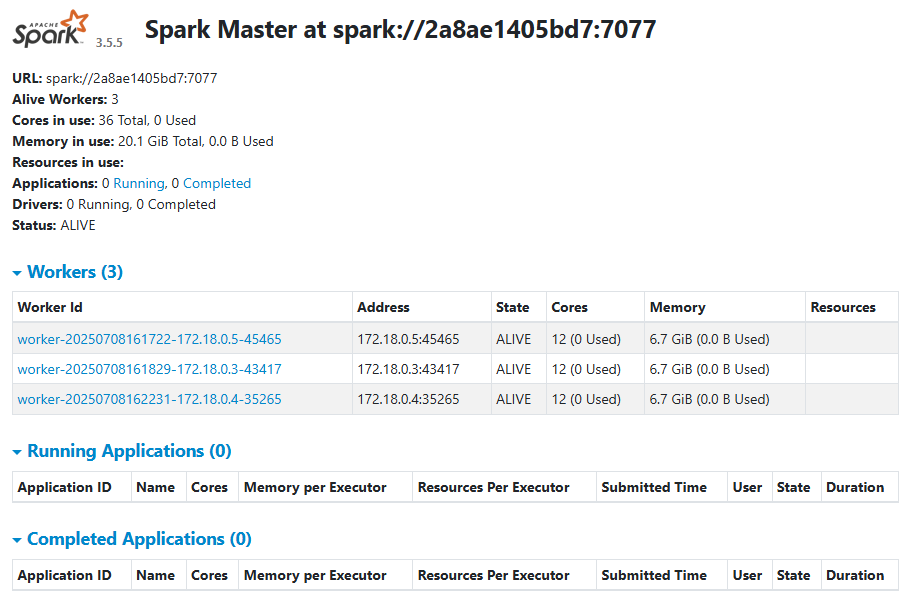 APACHE
Spark 3.5.5 Spark Master at spark://2a8ae1405bd7:7077
URL: spark://2a8ae1405bd7:7077
Alive Workers: 3
Cores in use: 36 Total, 0 Used
Memory in use: 20.1 GiB Total, 0.0 B Used
Resources in use:
Applications: 0 Running, 0 Completed
Drivers: 0 Running, 0 Completed
Status: ALIVE
Workers (3)
Worker Id Address State Cores Memory Resources
worker-20250708161722-172.18.0.5-45465 172.18.0.5:45465 ALIVE 12 (0 Used) 6.7 GiB (0.0 B Used)
worker-20250708161829-172.18.0.3-43417 172.18.0.3:43417 ALIVE 12 (0 Used) 6.7 GiB (0.0 B Used)
worker-20250708162231-172.18.0.4-35265 172.18.0.4:35265 ALIVE 12 (0 Used) 6.7 GiB (0.0 B Used)
Running Applications (0)
Application ID Name Cores Memory per Executor Resources Per Executor Submitted Time User State Duration
Completed Applications (0)
Application ID Name Cores Memory per Executor Resources Per Executor Submitted Time User State Duration